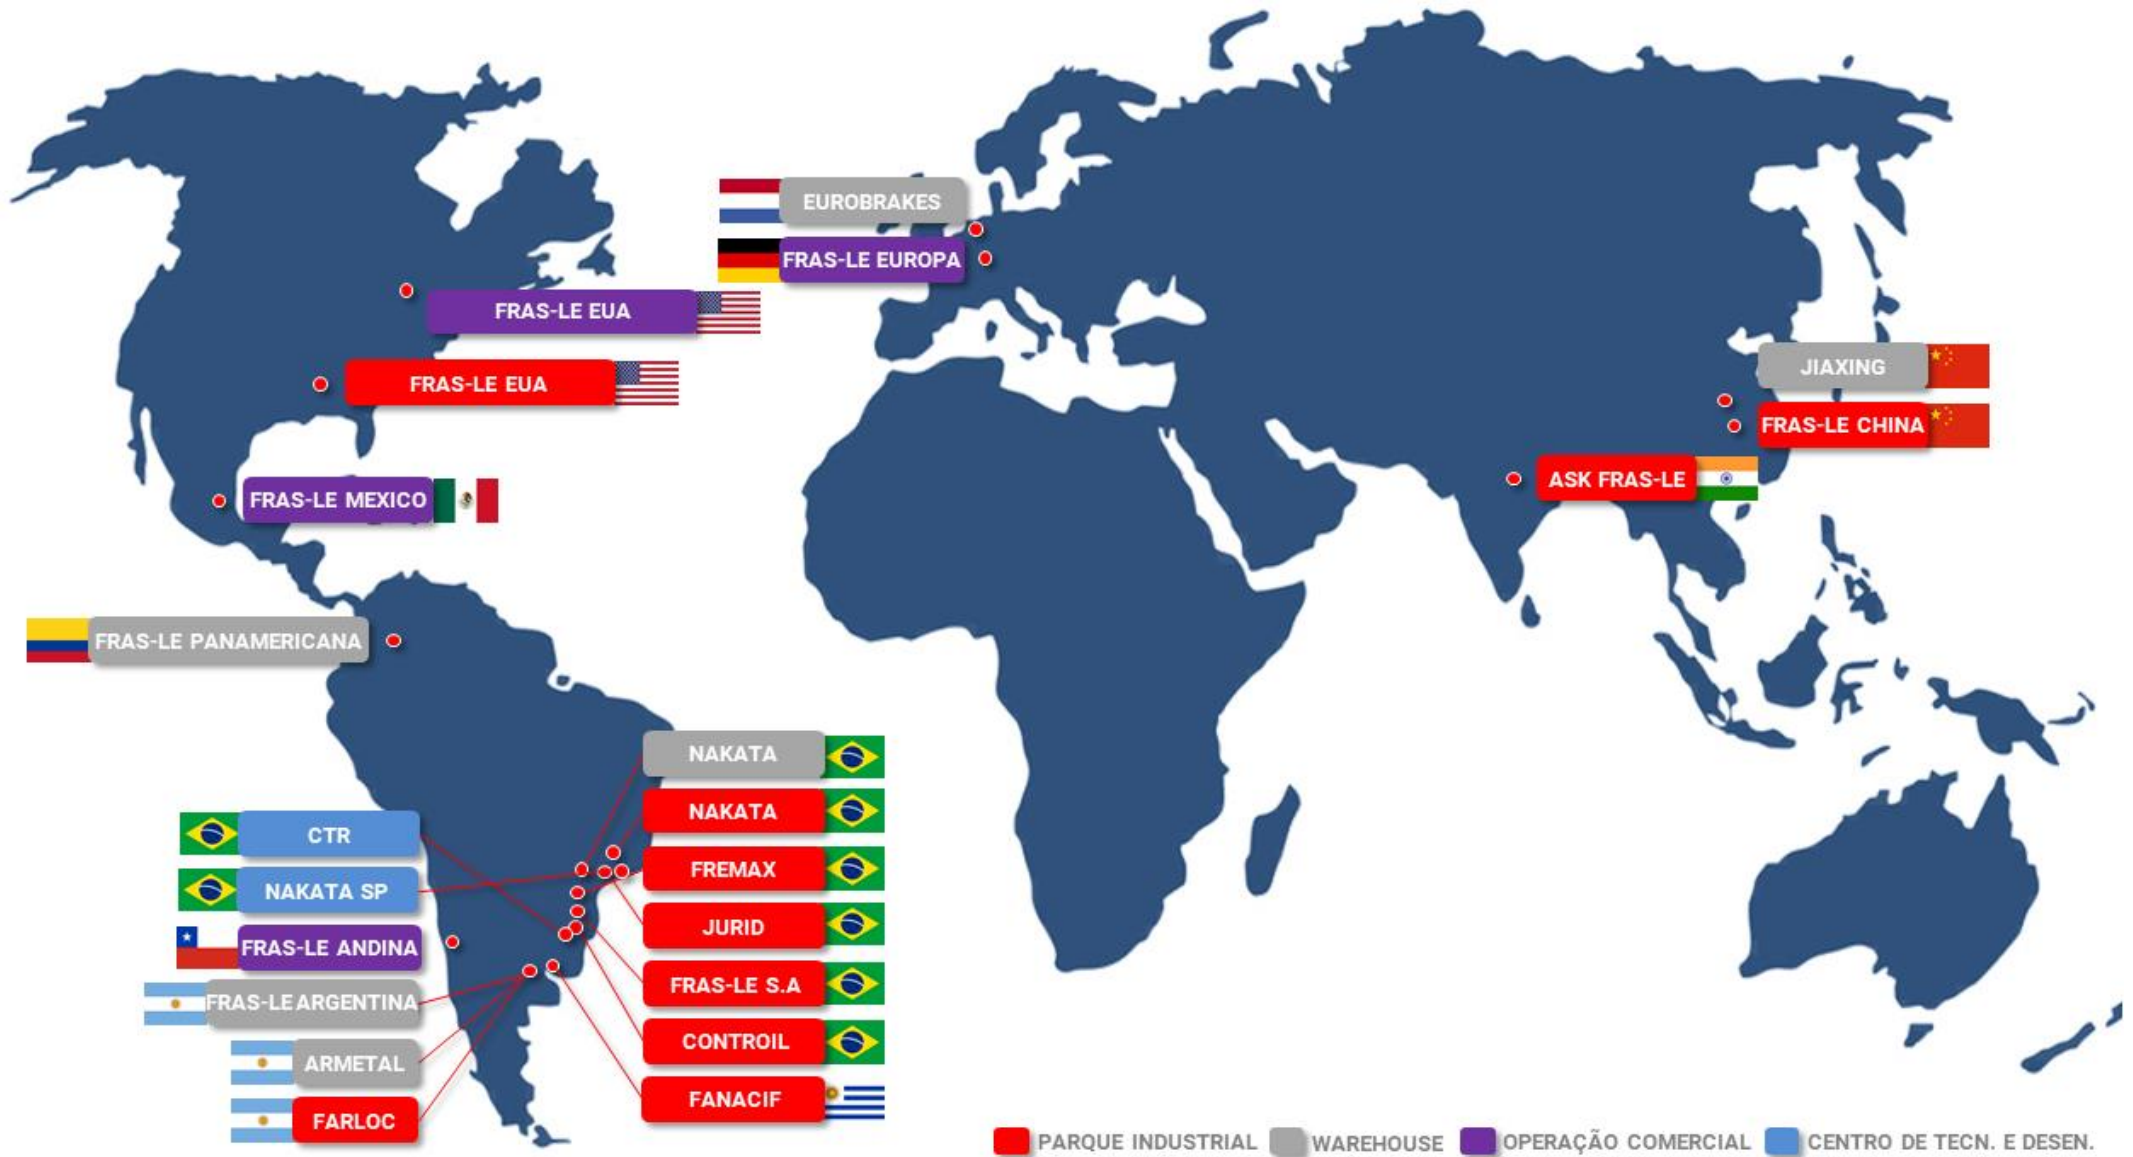 EUROBRAKES
FRAS-LE EUROPA
FRAS-LE EUA
FRAS-LE EUA
JIAXING
FRAS-LE CHINA
ASK FRAS-LE
FRAS-LE MEXICO
FRAS-LE PANAMERICANA
NAKATA
NAKATA
FREMAX
JURID
FRAS-LE S.A
CONTROIL
FANACIF
CTR
NAKATA SP
FRAS-LE ANDINA
FRAS-LE ARGENTINA
ARMETAL
FARLOC
PARQUE INDUSTRIAL WAREHOUSE OPERAÇÃO COMERCIAL CENTRO DE TECN. E DESEN.